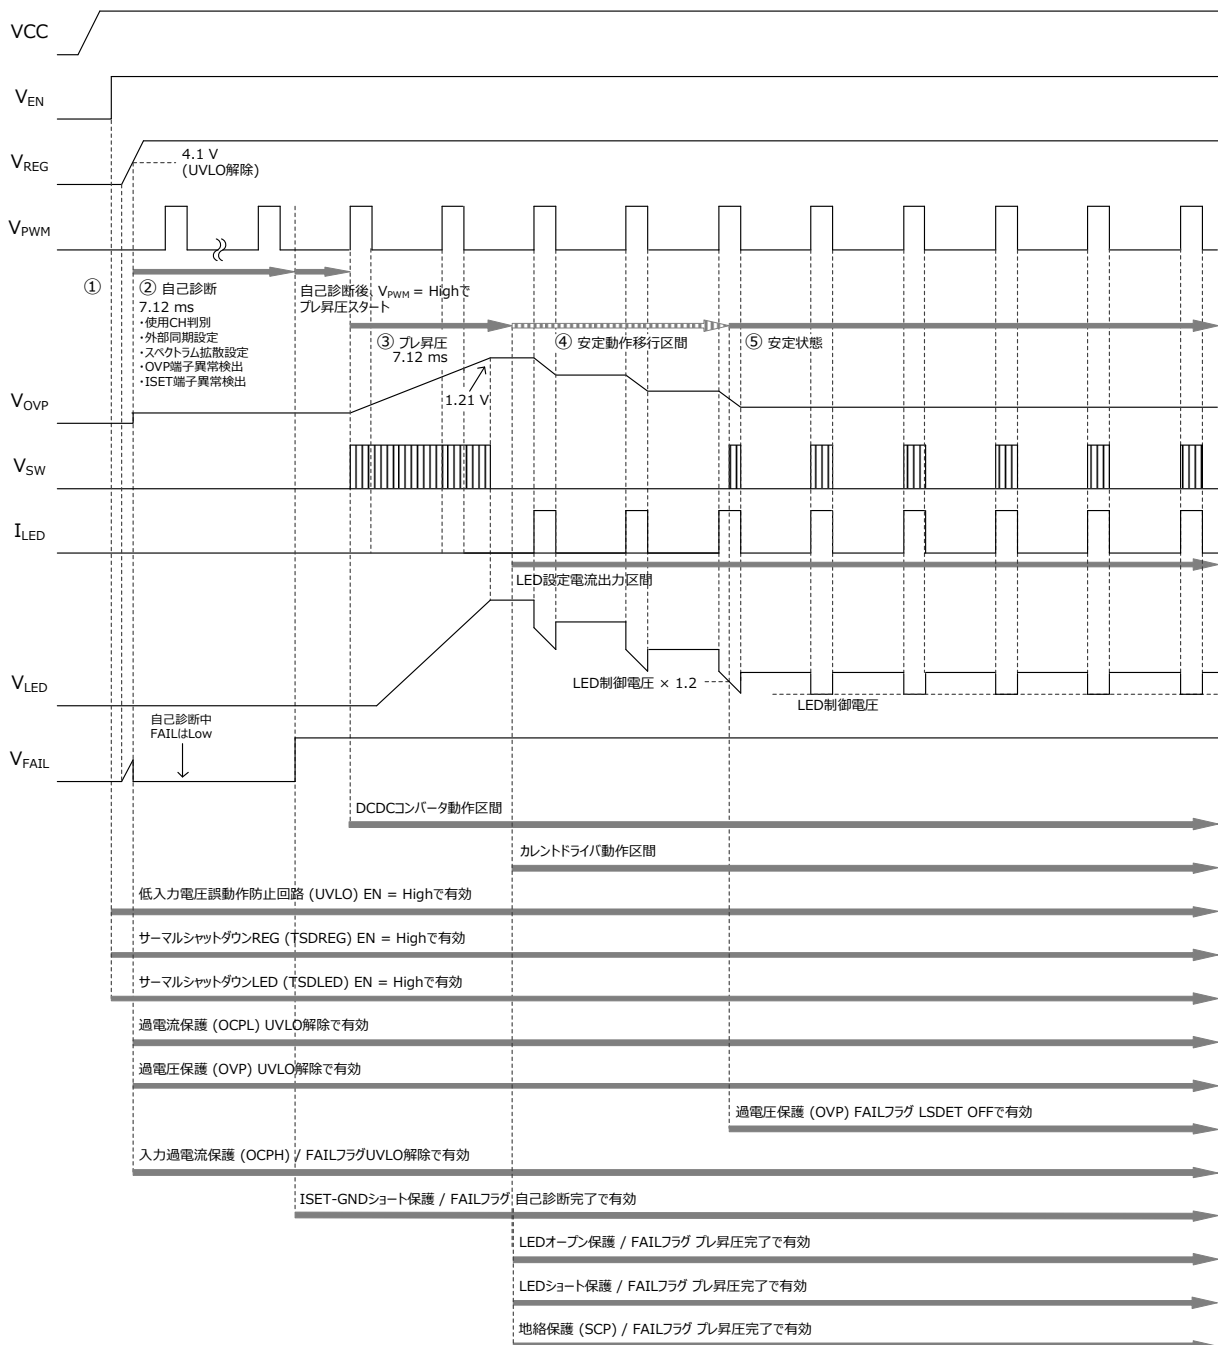 VCC
VEN
VREG
4.1 V
(UVLO解除)
VPWM
①
② 自己診断
7.12 ms
・使用CH判別
・外部同期設定
・スペクトラム拡散設定
・OVP端子異常検出
・ISET端子異常検出
自己診断後、VPWM = Highで
プレ昇圧スタート
③ プレ昇圧
7.12 ms
④ 安定動作移行区間
⑤ 安定状態
1.21 V
VOVP
VSW
ILED
LED設定電流出力区間
VLED
LED制御電圧 × 1.2
LED制御電圧
自己診断中
FAILはLow
VFAIL
DCDCコンバータ動作区間
カレントドライバ動作区間
低入力電圧誤動作防止回路 (UVLO) EN = Highで有効
サーマルシャットダウンREG (TSDREG) EN = Highで有効
サーマルシャットダウンLED (TSDLED) EN = Highで有効
過電流保護 (OCPL) UVLO解除で有効
過電圧保護 (OVP) UVLO解除で有効
過電圧保護 (OVP) FAILフラグ LSDET OFFで有効
入力過電流保護 (OCPH) / FAILフラグUVLO解除で有効
ISET-GNDショート保護 / FAILフラグ 自己診断完了で有効
LEDオープン保護 / FAILフラグ プレ昇圧完了で有効
LEDショート保護 / FAILフラグ プレ昇圧完了で有効
地絡保護 (SCP) / FAILフラグ プレ昇圧完了で有効